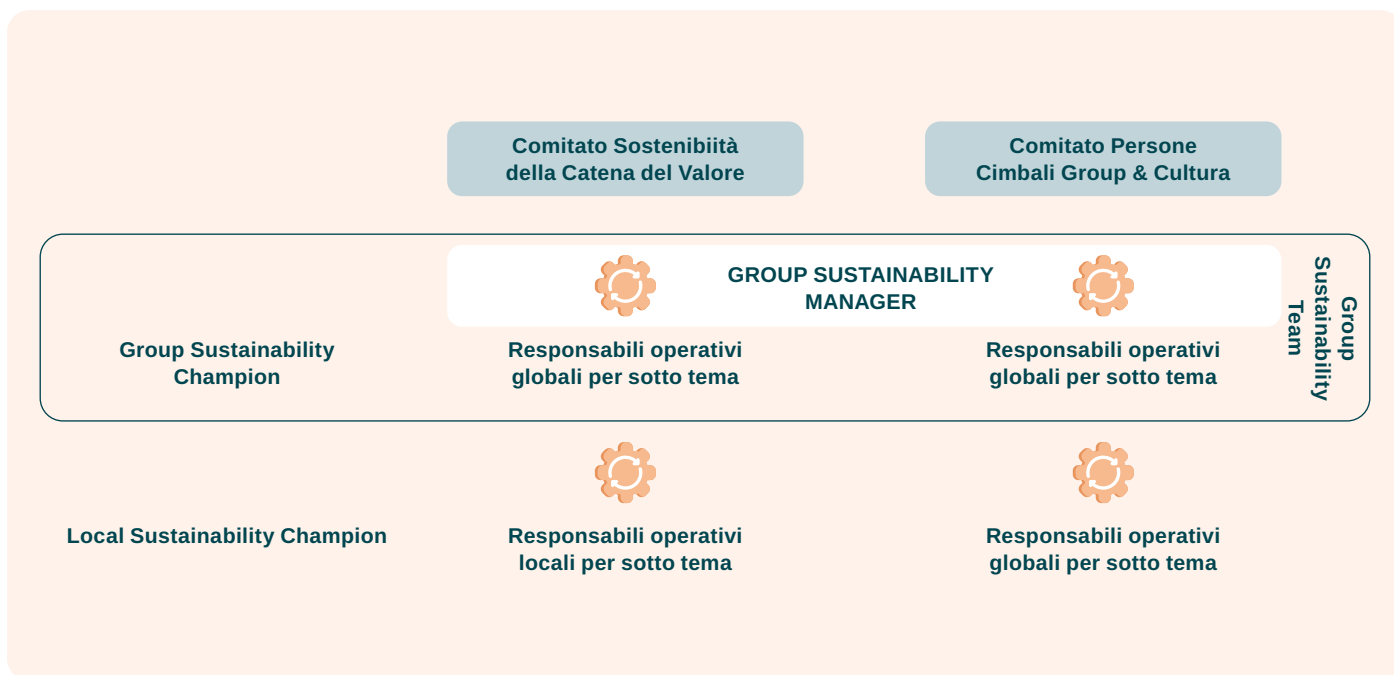 Comitato Sostenibiità
della Catena del Valore
Comitato Persone
Cimbali Group & Cultura
GROUP SUSTAINABILITY
MANAGER
Group
Sustainability
Team
Group Sustainability
Champion
Responsabili operativi
globali per sotto tema
Responsabili operativi
globali per sotto tema
Local Sustainability Champion
Responsabili operativi
locali per sotto tema
Responsabili operativi
globali per sotto tema